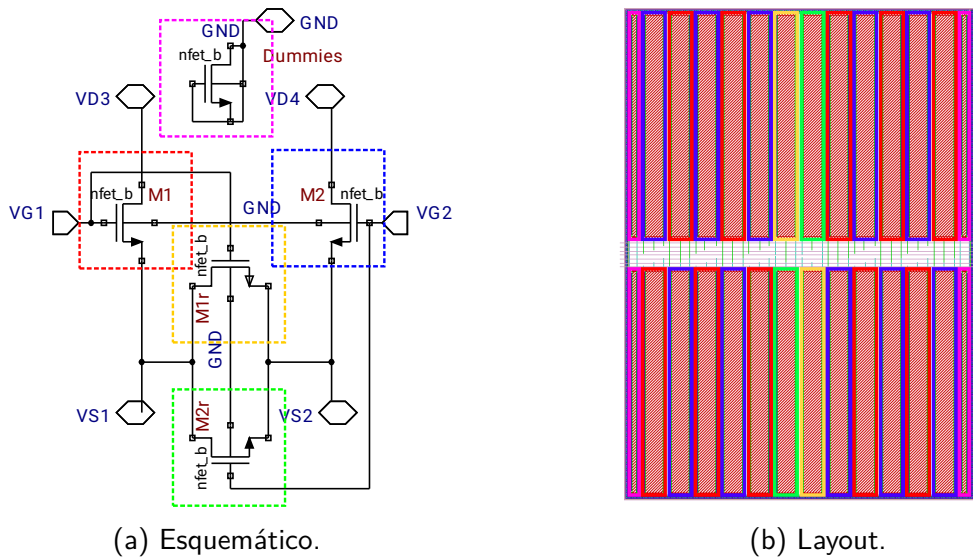 GND
GND
nfet_b
Dummies
VD3
VD4
nfet_b
M1
GND
M2
nfet_b
VG1
VG2
nfet_b
M1r
GND
VS1
M2r
VS2
nfet_b
(a) Esquemático.
(b) Layout.